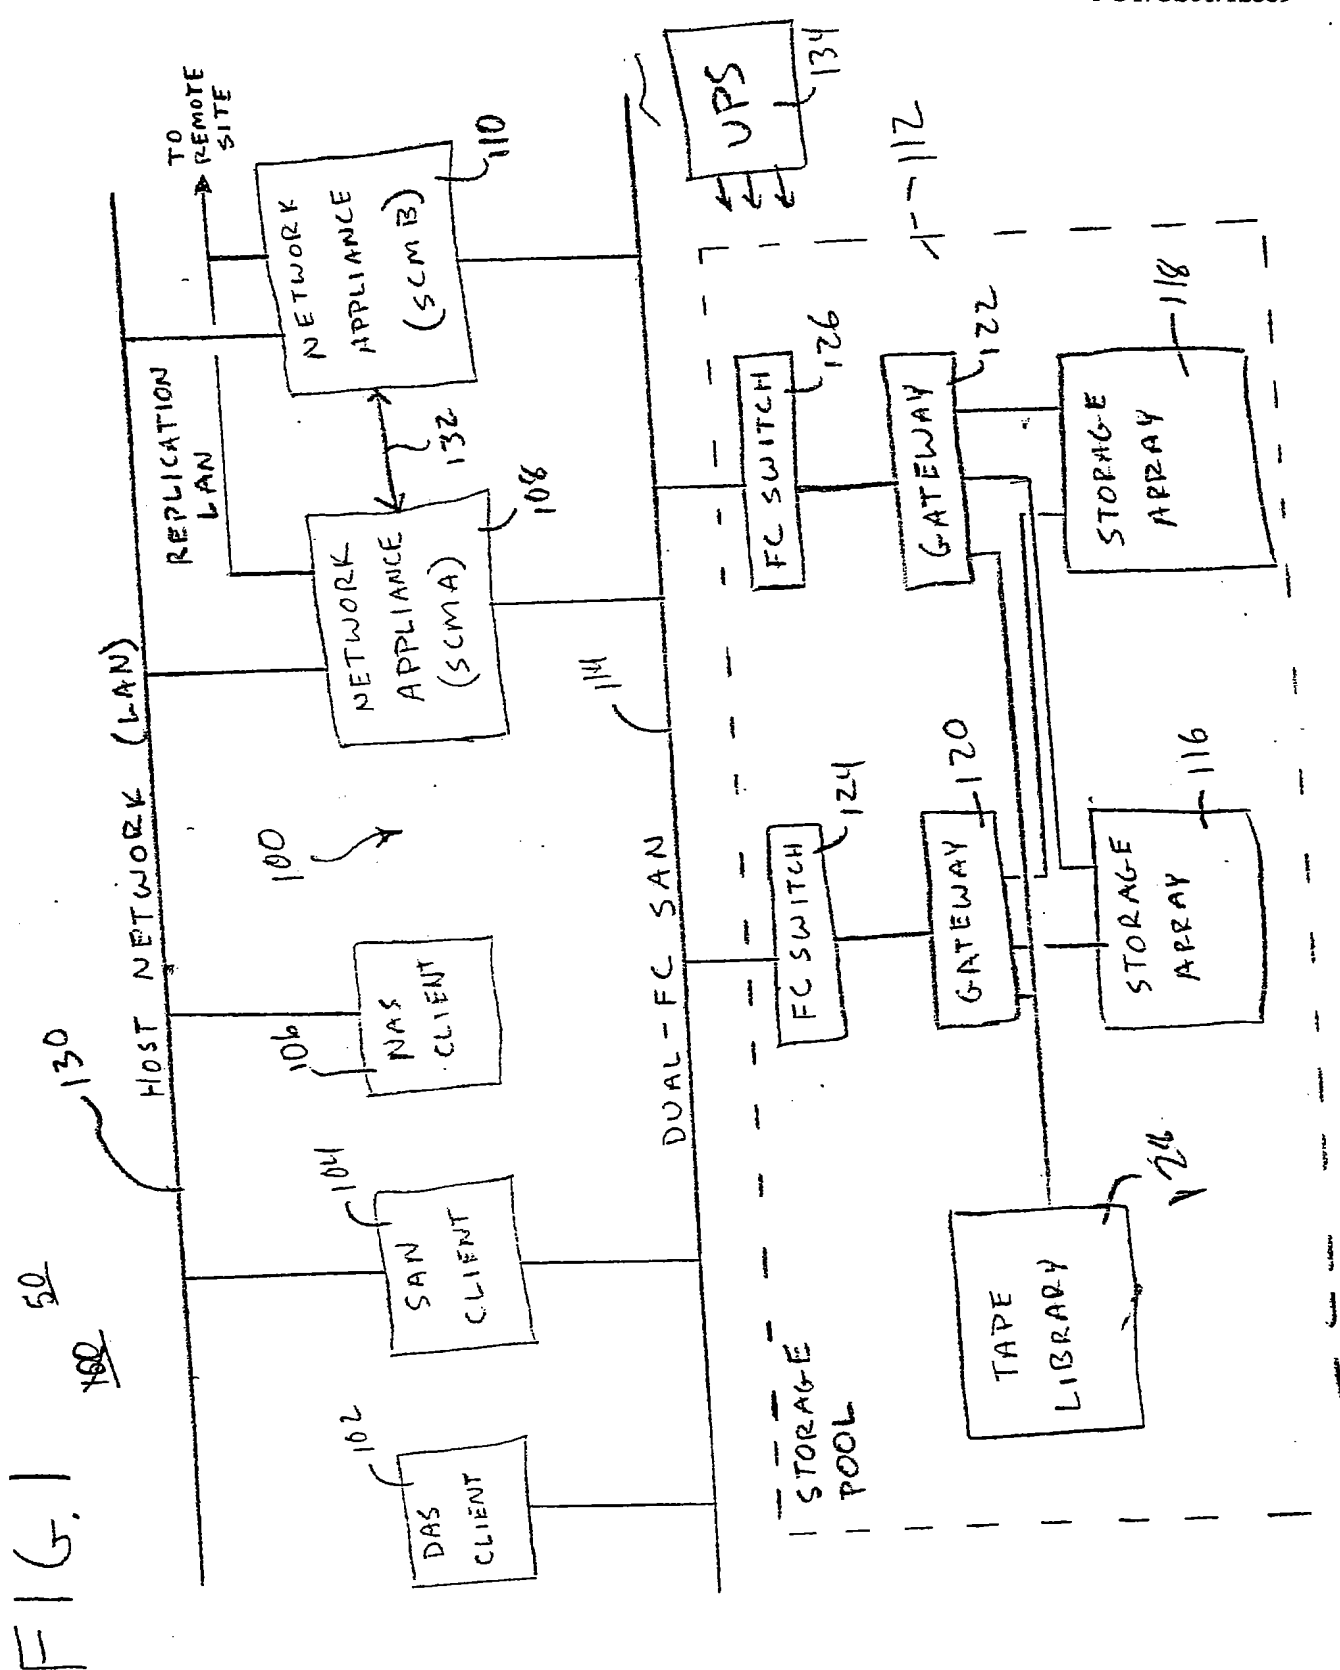 FIG. 1
50
130
HOST NETWORK (LAN)
REPLICATION
LAN
TO
REMOTE
SITE
102
DAS
CLIENT
104
SAN
CLIENT
106
NAS
CLIENT
100
NETWORK
APPLIANCE
(SCMA)
108
132
NETWORK
APPLIANCE
(SCMB)
110
DUAL-FC SAN
114
UPS
134
STORAGE
POOL
112
FC SWITCH
124
FC SWITCH
126
GATEWAY
120
GATEWAY
122
TAPE
LIBRARY
STORAGE
ARRAY
116
STORAGE
ARRAY
118